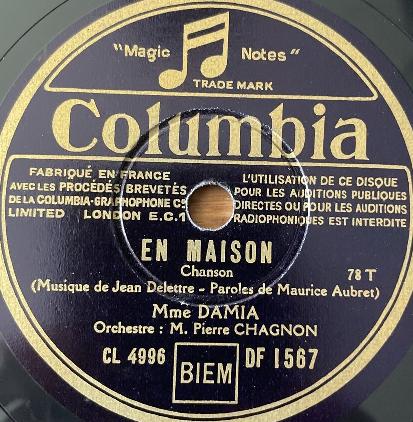 "Magic Notes"
TRADE MARK
Columbia
FABRIQUÉ EN FRANCE
AVEC LES PROCÉDÉS BREVETÉS
DE LA COLUMBIA-GRAPHOPHONE CS
LIMITED LONDON E.C.1
L'UTILISATION DE CE DISQUE
POUR LES AUDITIONS PUBLIQUES
DIRECTES OU POUR LES AUDITIONS
RADIOPHONIQUES EST INTERDITE
EN MAISON
Chanson
78 T
(Musique de Jean Delettre - Paroles de Maurice Aubret)
Mme DAMIA
Orchestre : M. Pierre CHAGNON
CL 4996
BIEM
DF 1567